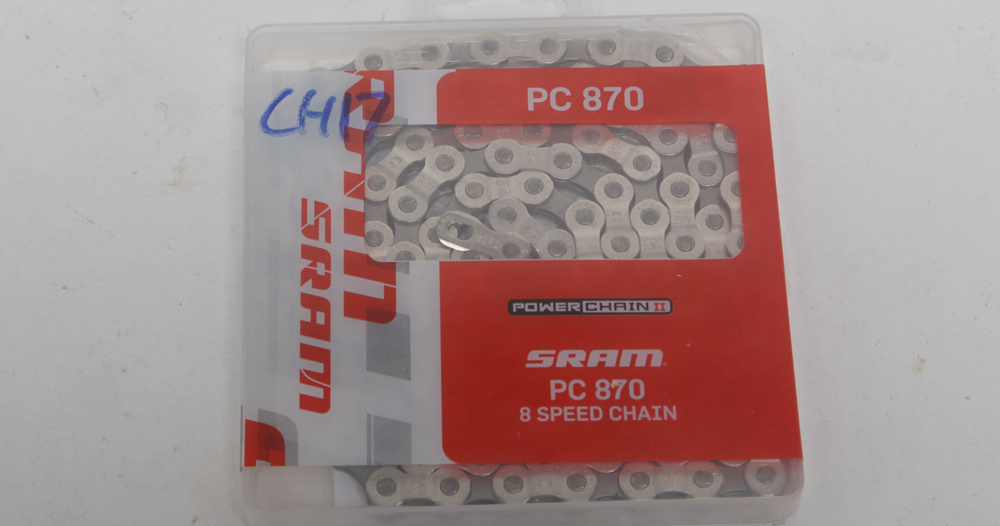 PC 870
CH17
SRAM
POWERCHAIN II
SRAM
PC 870
8 SPEED CHAIN